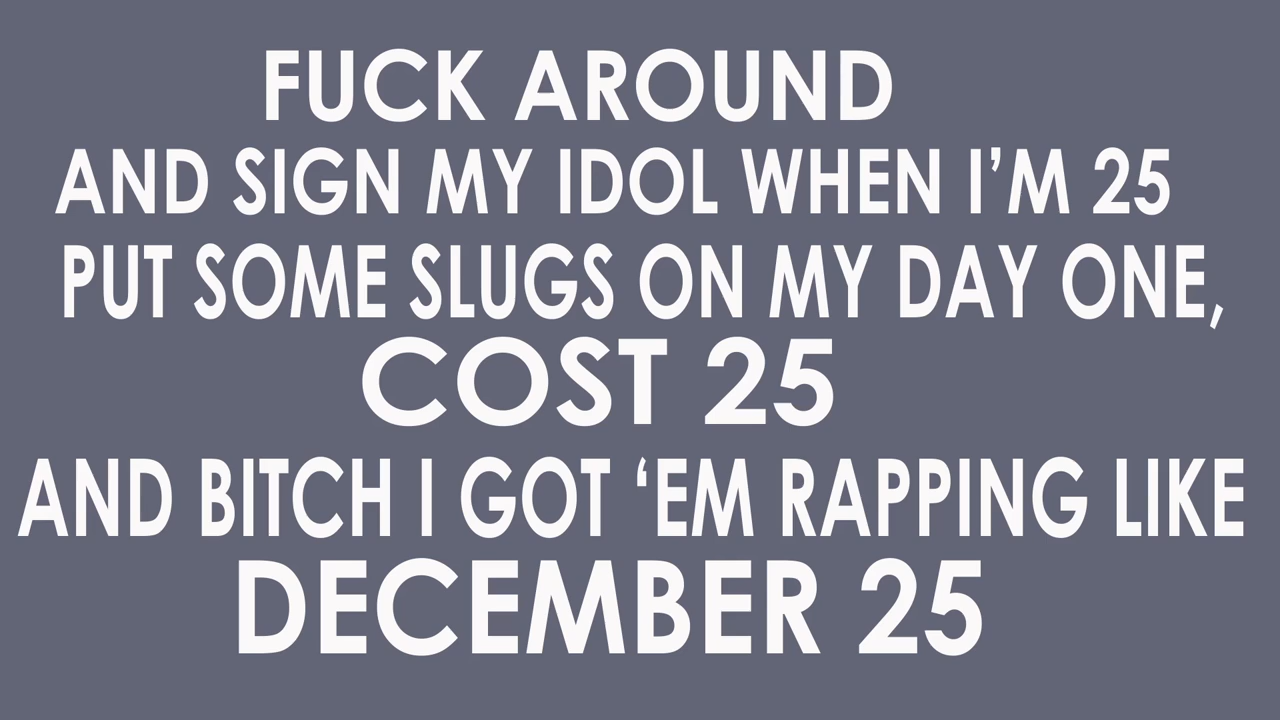 FUCK AROUND
AND SIGN MY IDOL WHEN I’M 25
PUT SOME SLUGS ON MY DAY ONE,
COST 25
AND BITCH I GOT ‘EM RAPPING LIKE
DECEMBER 25